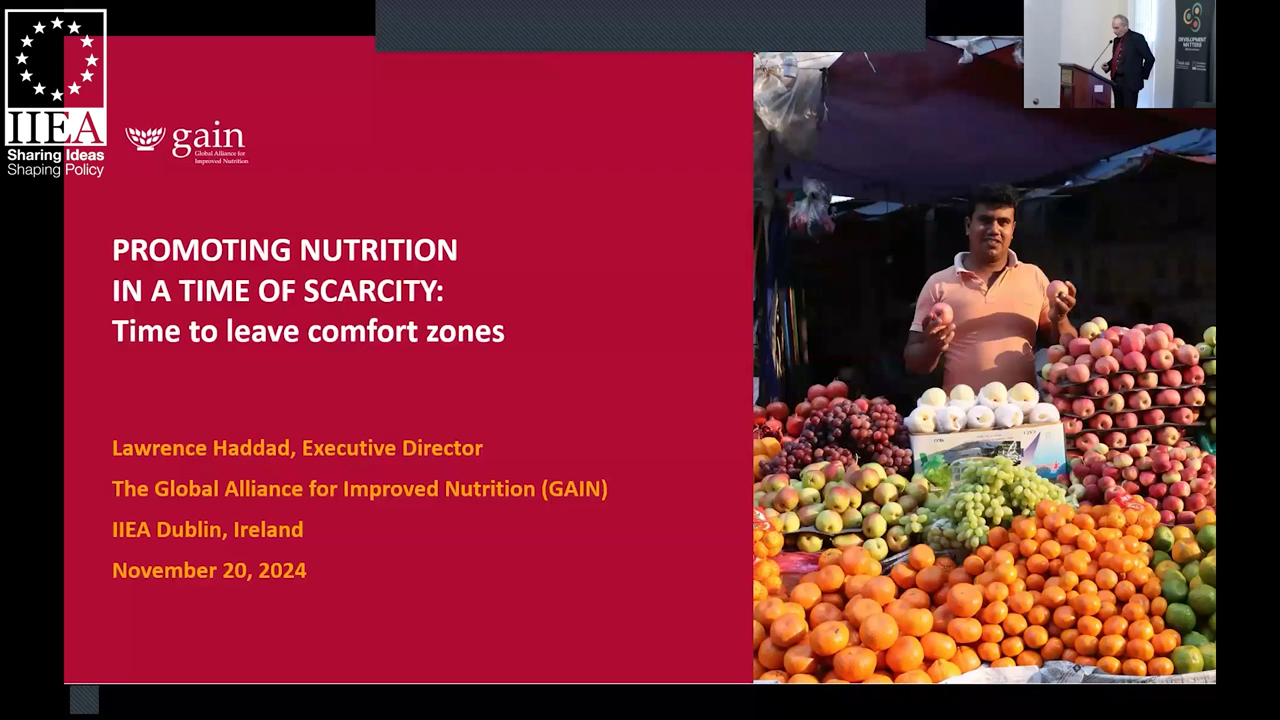 IIEA
Sharing Ideas
Shaping Policy
gain
Global Alliance for
Improved Nutrition
PROMOTING NUTRITION
IN A TIME OF SCARCITY:
Time to leave comfort zones
Lawrence Haddad, Executive Director
The Global Alliance for Improved Nutrition (GAIN)
IIEA Dublin, Ireland
November 20, 2024
DEVELOPMENT
MATTERS